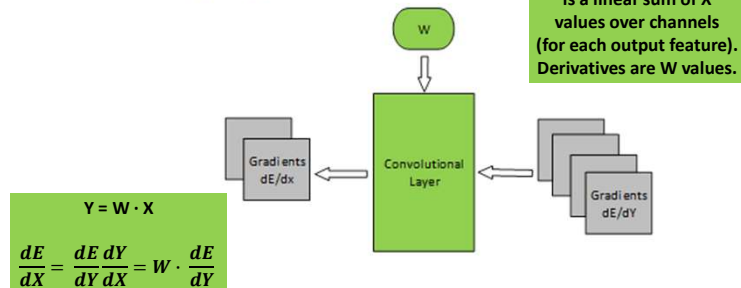 is a linear sum of X
values over channels
(for each output feature).
Derivatives are W values.
W
Convolutional
Layer
Gradients
dE/dx
Gradients
dE/dY
Y = W · X
dE/dX = dE/dY dY/dX = W · dE/dY